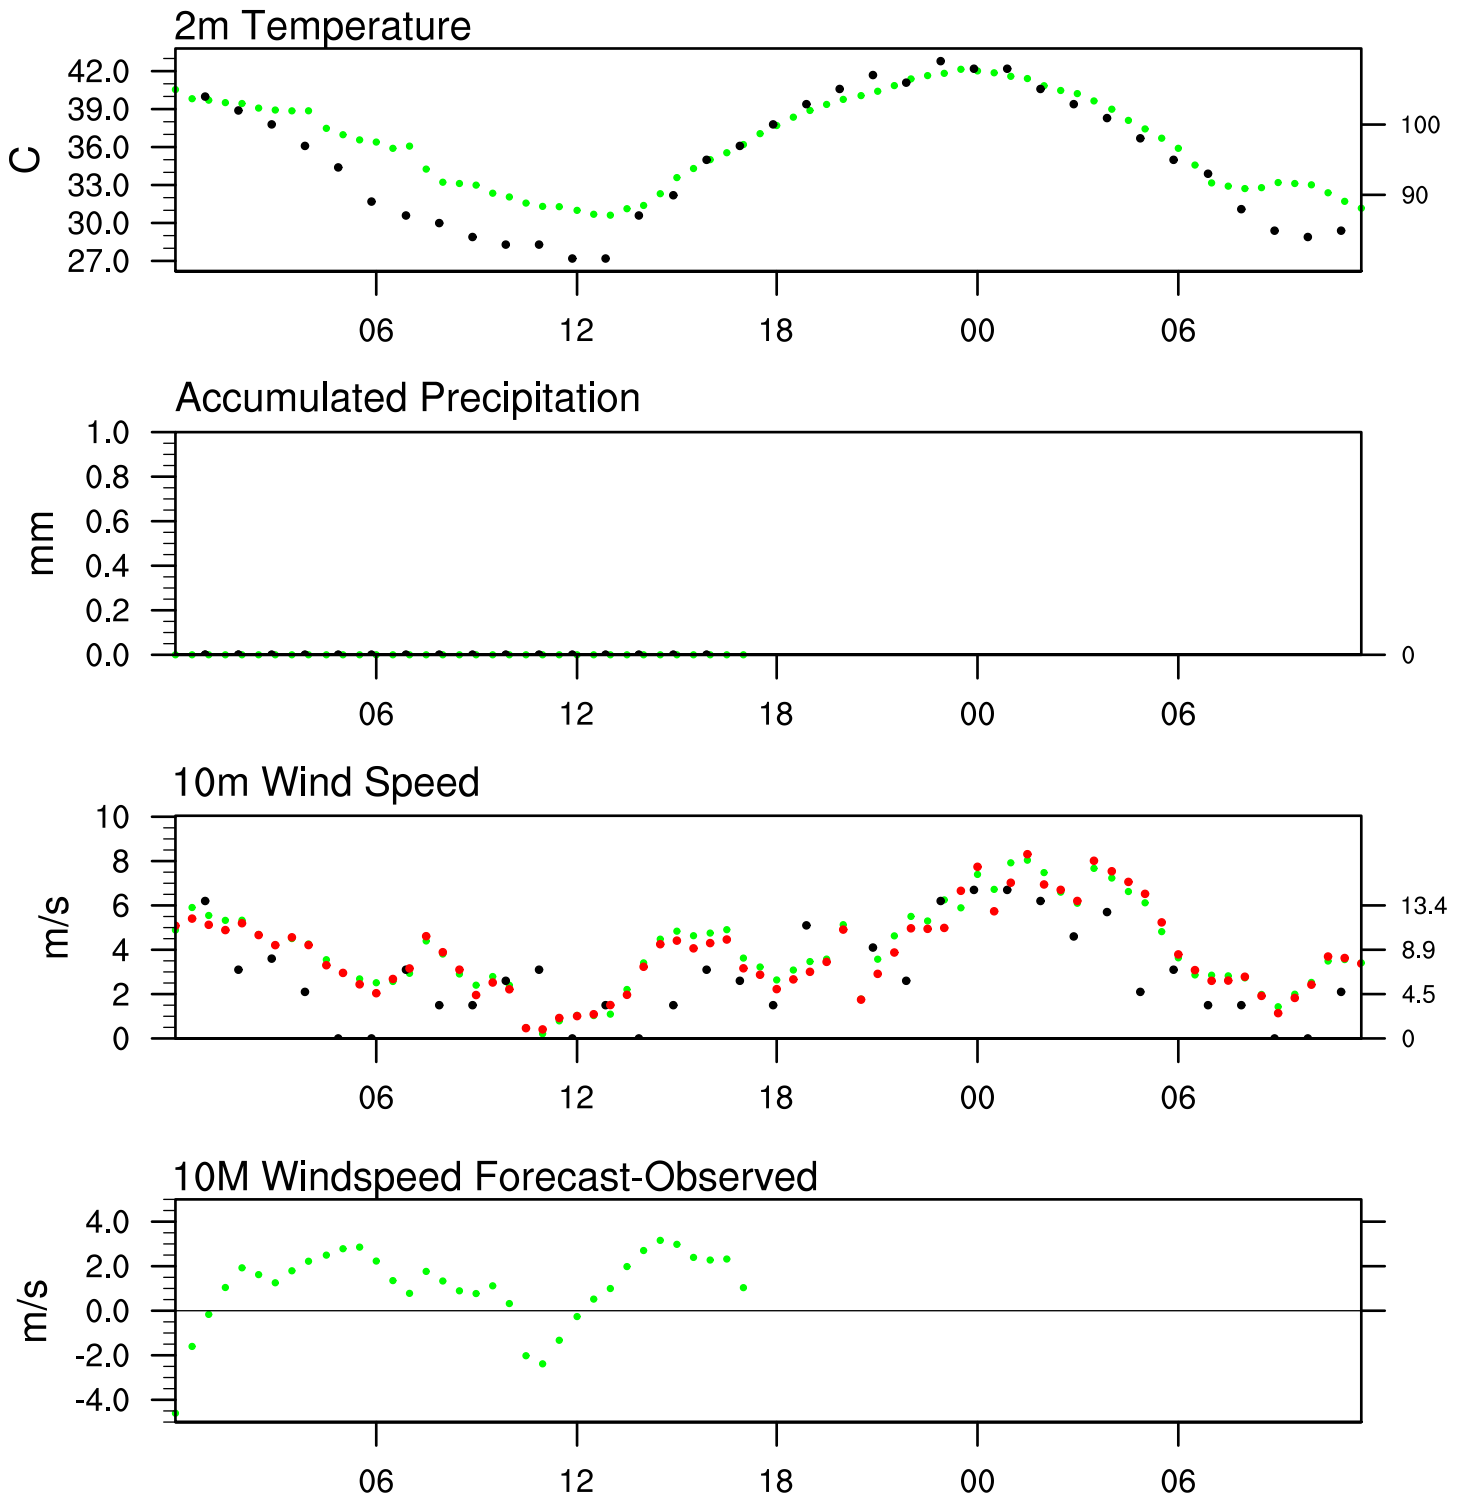 2m Temperature
42.0
39.0
36.0
33.0
30.0
27.0
C
100
90
06 12 18 00 06
Accumulated Precipitation
1.0
0.8
0.6
0.4
0.2
0.0
mm
0
06 12 18 00 06
10m Wind Speed
10
8
6
4
2
0
m/s
13.4
8.9
4.5
0
06 12 18 00 06
10M Windspeed Forecast-Observed
4.0
2.0
0.0
-2.0
-4.0
m/s
06 12 18 00 06